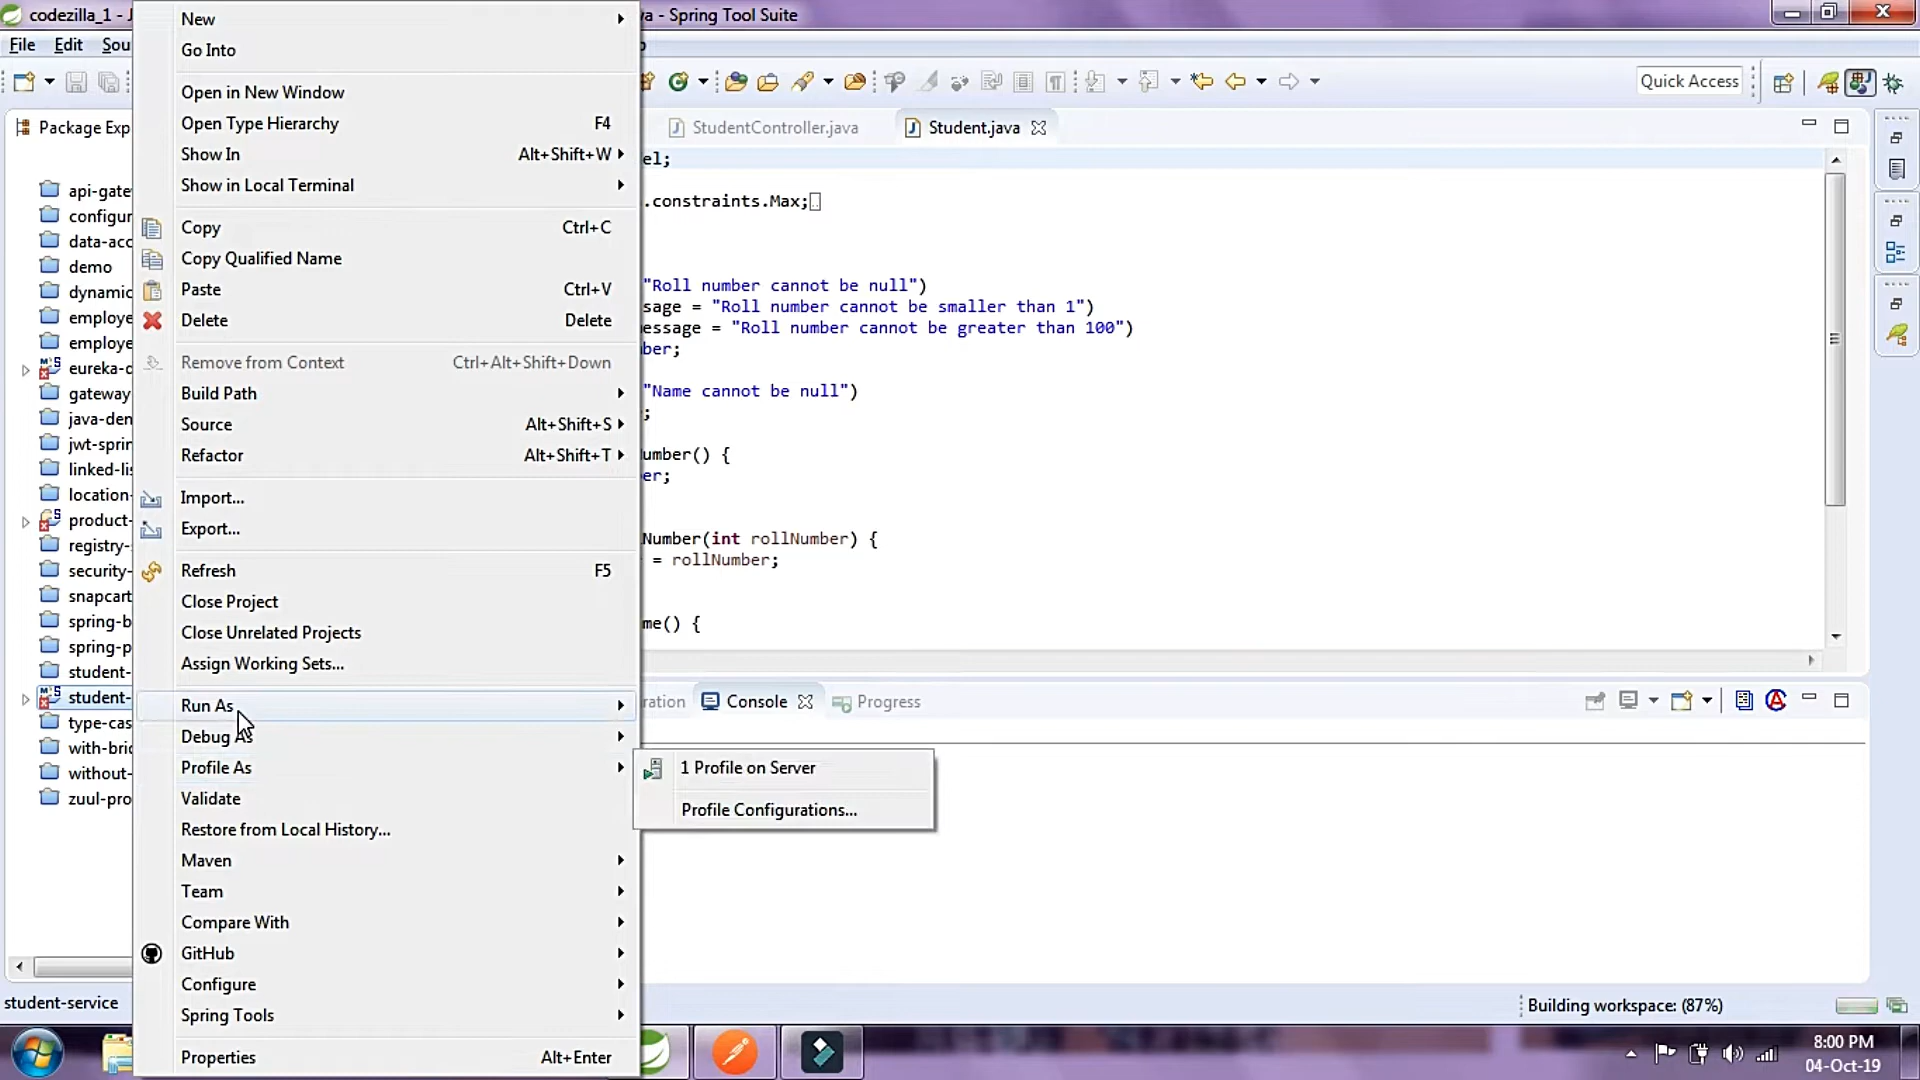 codezilla_1 - J
va - Spring Tool Suite
File Edit Sou
Quick Access
Package Exp
StudentController.java
Student.java
New
Go Into
Open in New Window
Open Type Hierarchy F4
Show In Alt+Shift+W
Show in Local Terminal
Copy Ctrl+C
Copy Qualified Name
Paste Ctrl+V
Delete Delete
Remove from Context Ctrl+Alt+Shift+Down
Build Path
Source Alt+Shift+S
Refactor Alt+Shift+T
Import...
Export...
Refresh F5
Close Project
Close Unrelated Projects
Assign Working Sets...
Run As
Debug As
Profile As
Validate
Restore from Local History...
Maven
Team
Compare With
GitHub
Configure
Spring Tools
Properties Alt+Enter
1 Profile on Server
Profile Configurations...
api-gate
configur
data-acc
demo
dynamic
employe
employe
eureka-d
gateway
java-den
jwt-sprin
linked-li
location-
product-
registry-
security-
snapcart
spring-b
spring-p
student-
student-
type-cas
with-bri
without-
zuul-pro
el;
.constraints.Max;
"Roll number cannot be null")
sage = "Roll number cannot be smaller than 1")
essage = "Roll number cannot be greater than 100")
ber;
"Name cannot be null")
;
umber() {
er;
Number(int rollNumber) {
= rollNumber;
me() {
ration Console Progress
student-service
Building workspace: (87%)
8:00 PM
04-Oct-19